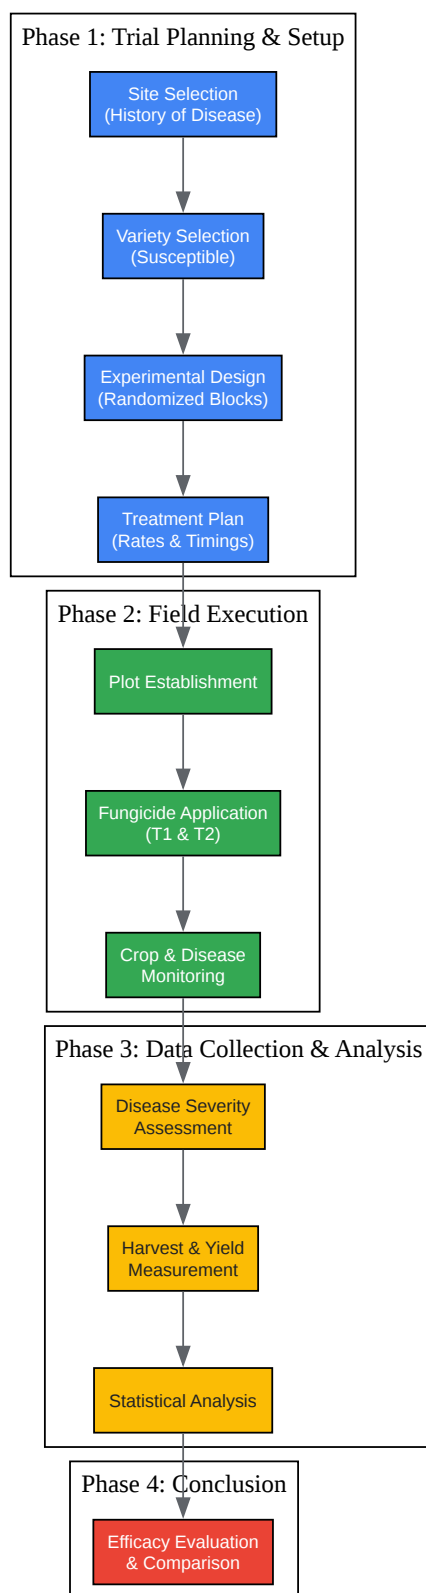 Phase 1: Trial Planning & Setup
Site Selection
(History of Disease)
Variety Selection
(Susceptible)
Experimental Design
(Randomized Blocks)
Treatment Plan
(Rates & Timings)
Phase 2: Field Execution
Plot Establishment
Fungicide Application
(T1 & T2)
Crop & Disease
Monitoring
Phase 3: Data Collection & Analysis
Disease Severity
Assessment
Harvest & Yield
Measurement
Statistical Analysis
Phase 4: Conclusion
Efficacy Evaluation
& Comparison